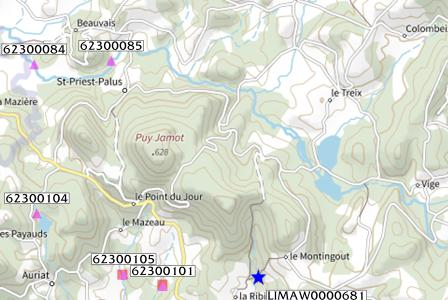 Beauvais
Colombei
62300084
62300085
St-Priest-Palus
le Treix
a Mazière
Puy Jamot
628
Vige
62300104
le Point du Jour
le Mazeau
es Payauds
62300105
le Montingout
62300101
Auriat
la Ribi
LIMAW0000681